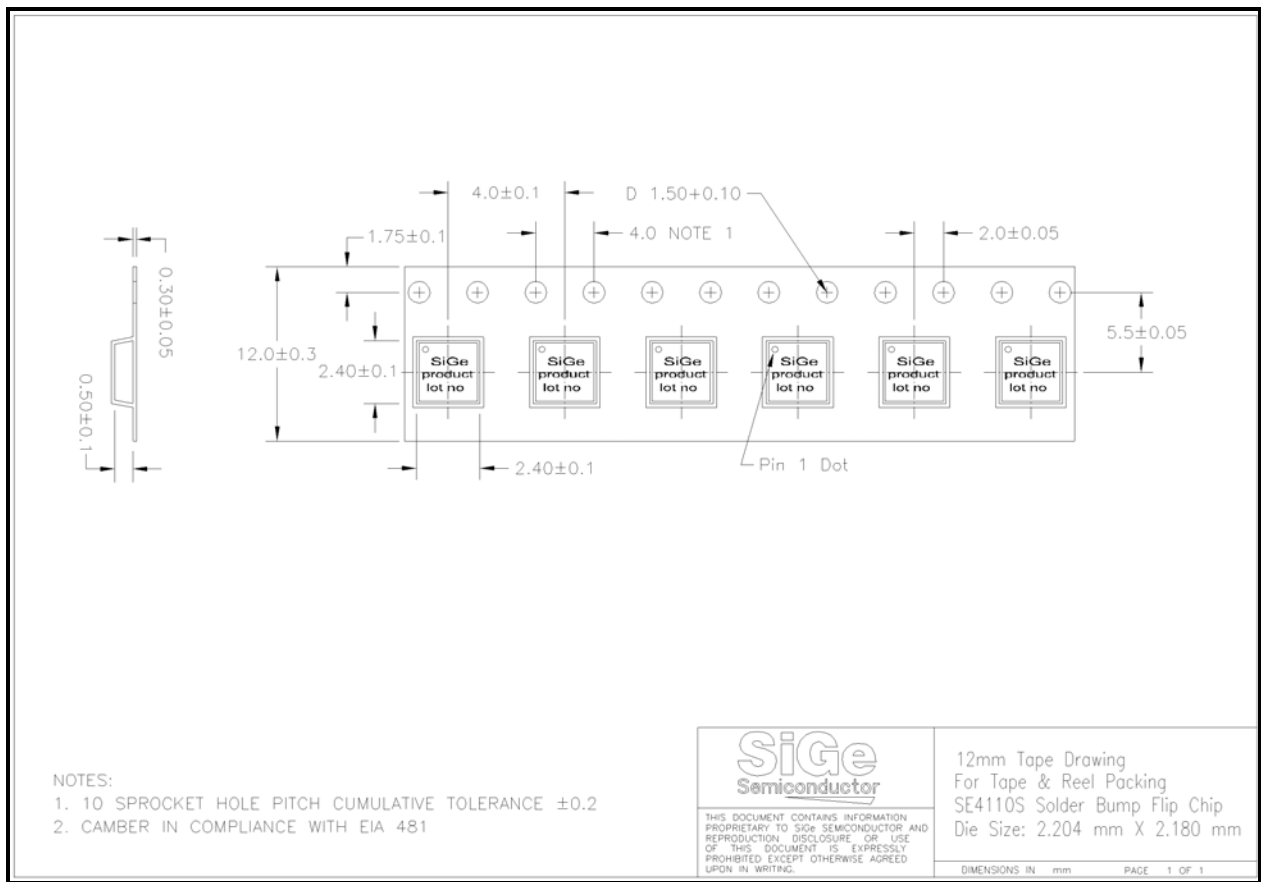 4.0±0.1
D 1.50+0.10
1.75±0.1
4.0 NOTE 1
2.0±0.05
0.30±0.05
12.0±0.3
2.40±0.1
5.5±0.05
0.50±0.1
SiGe
product
lot no
SiGe
product
lot no
SiGe
product
lot no
SiGe
product
lot no
SiGe
product
lot no
SiGe
product
lot no
2.40±0.1
Pin 1 Dot
NOTES:
1. 10 SPROCKET HOLE PITCH CUMULATIVE TOLERANCE ±0.2
2. CAMBER IN COMPLIANCE WITH EIA 481
SiGe
Semiconductor
THIS DOCUMENT CONTAINS INFORMATION
PROPRIETARY TO SiGe SEMICONDUCTOR AND
REPRODUCTION DISCLOSURE OR USE
OF THIS DOCUMENT IS EXPRESSLY
PROHIBITED EXCEPT OTHERWISE AGREED
UPON IN WRITING.
12mm Tape Drawing
For Tape & Reel Packing
SE4110S Solder Bump Flip Chip
Die Size: 2.204 mm X 2.180 mm
DIMENSIONS IN mm PAGE 1 OF 1